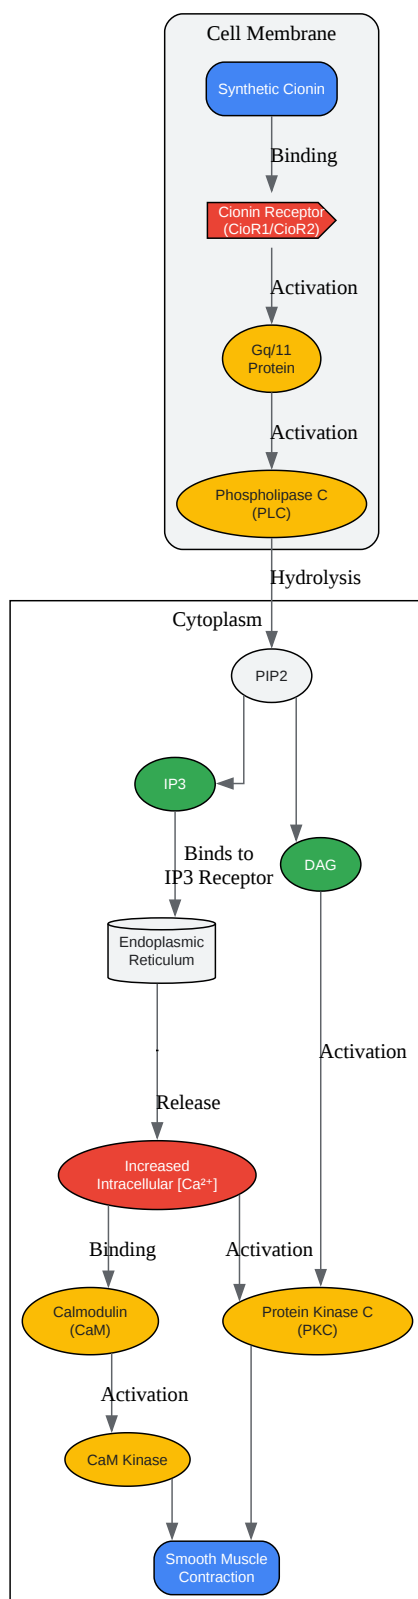 Cell Membrane
Synthetic Cionin
Binding
Cionin Receptor
(CioR1/CioR2)
Activation
Gq/11
Protein
Activation
Phospholipase C
(PLC)
Hydrolysis
Cytoplasm
PIP2
IP3
Binds to
IP3 Receptor
DAG
Endoplasmic
Reticulum
Activation
Release
Increased
Intracellular [Ca²⁺]
Binding
Activation
Calmodulin
(CaM)
Protein Kinase C
(PKC)
Activation
CaM Kinase
Smooth Muscle
Contraction